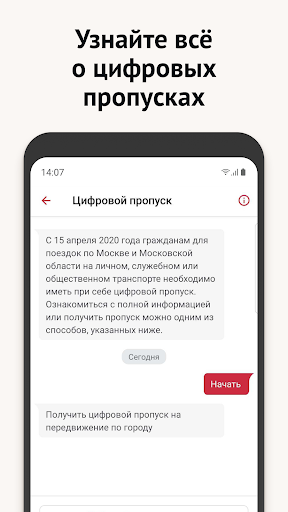 Узнайте всё
о цифровых
пропусках
14:07
Цифровой пропуск
С 15 апреля 2020 года гражданам для
поездок по Москве и Московской
области на личном, служебном или
общественном транспорте необходимо
иметь при себе цифровой пропуск.
Ознакомиться с полной информацией
или получить пропуск можно одним из
способов, указанных ниже.
Сегодня
Начать
Получить цифровой пропуск на
передвижение по городу